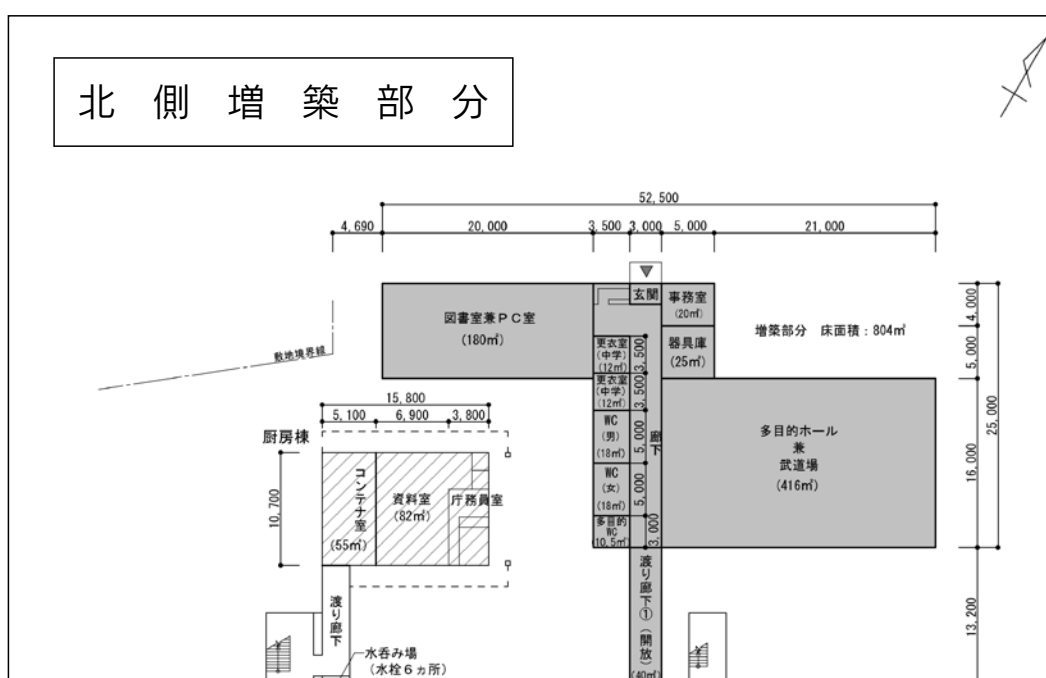 北側増築部分
52,500
4,690
20,000
3,500
3,000
5,000
21,000
図書室兼PC室
(180㎡)
玄関
事務室
(20㎡)
器具庫
(25㎡)
増築部分 床面積：804㎡
4,000
5,000
16,000
25,000
13,200
敷地境界線
更衣室
(中学)
(12㎡)
3,500
更衣室
(中学)
(12㎡)
3,500
WC
(男)
(18㎡)
5,000
WC
(女)
(18㎡)
5,000
多目的
WC
(10.5㎡)
3,000
廊下
多目的ホール
兼
武道場
(416㎡)
15,800
5,100
6,900
3,800
厨房棟
10,700
コンテナ室
(55㎡)
資料室
(82㎡)
庁務員室
渡り廊下
渡り廊下①(開放)
(40㎡)
水呑み場
(水栓6ヵ所)